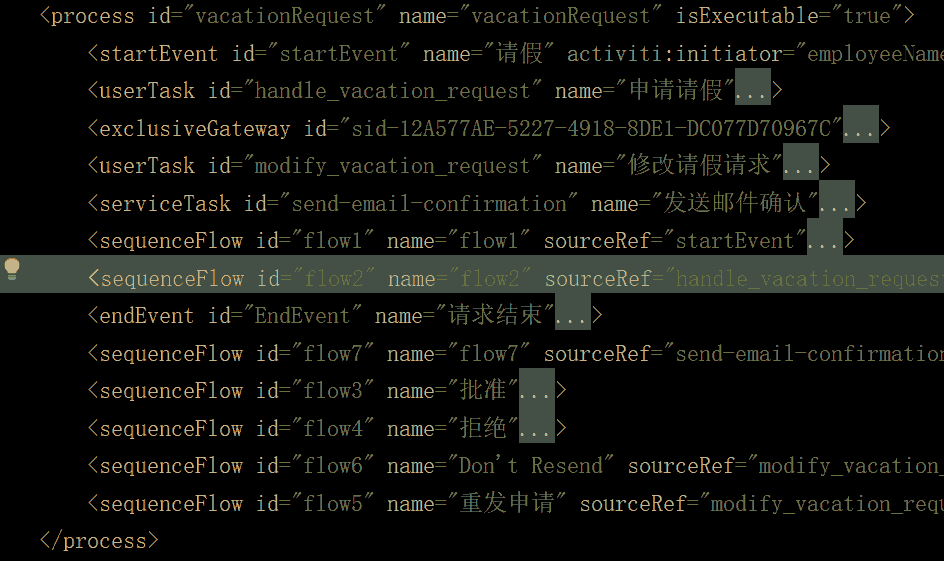 <process id="vacationRequest" name="vacationRequest" isExecutable="true">
<startEvent id="startEvent" name="请假" activiti:initiator="employeeName
<userTask id="handle_vacation_request" name="申请请假"...>
<exclusiveGateway id="sid-12A577AE-5227-4918-8DE1-DC077D70967C"...>
<userTask id="modify_vacation_request" name="修改请假请求"...>
<serviceTask id="send-email-confirmation" name="发送邮件确认"...>
<sequenceFlow id="flow1" name="flow1" sourceRef="startEvent"...>
<sequenceFlow id="flow2" name="flow2" sourceRef="handle_vacation_request
<endEvent id="EndEvent" name="请求结束"...>
<sequenceFlow id="flow7" name="flow7" sourceRef="send-email-confirmation
<sequenceFlow id="flow3" name="批准"...>
<sequenceFlow id="flow4" name="拒绝"...>
<sequenceFlow id="flow6" name="Don't Resend" sourceRef="modify_vacation_
<sequenceFlow id="flow5" name="重发申请" sourceRef="modify_vacation_requ
</process>